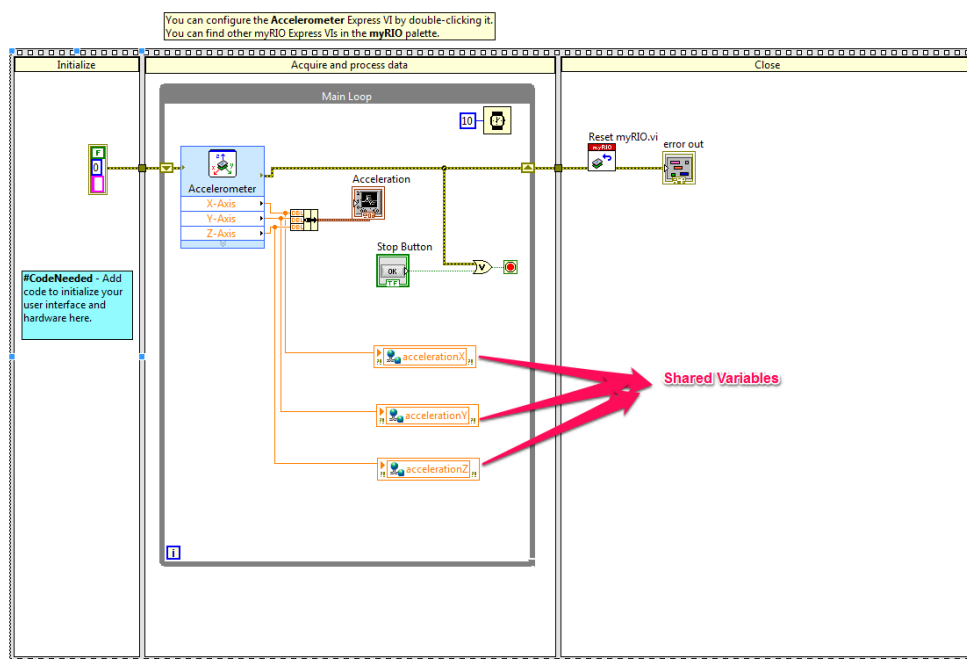 You can configure the Accelerometer Express VI by double-clicking it.
You can find other myRIO Express VIs in the myRIO palette.
Initialize
Acquire and process data
Close
Main Loop
10
Reset myRIO.vi
myRIO
error out
F
0
Accelerometer
X-Axis
Y-Axis
Z-Axis
Acceleration
DBL
DBL
DBL
Stop Button
OK
TF
#CodeNeeded - Add
code to initialize your
user interface and
hardware here.
accelerationX
Shared Variables
accelerationY
accelerationZ
i